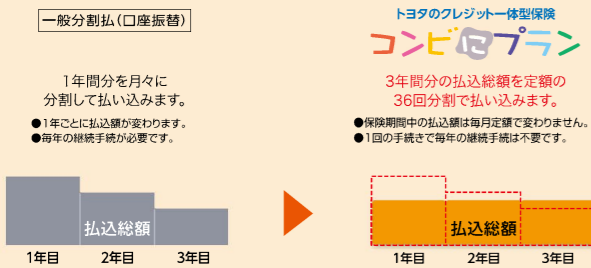 一般分割払(口座振替)
1年間分を月々に
分割して払い込みます。
●1年ごとに払込額が変わります。
●毎年の継続手続が必要です。
払込総額
1年目 2年目 3年目
トヨタのクレジット一体型保険
コンビにプラン
3年間分の払込総額を定額の
36回分割で払い込みます。
●保険期間中の払込額は毎月定額で変わりません。
●1回の手続きで毎年の継続手続は不要です。
払込総額
1年目 2年目 3年目